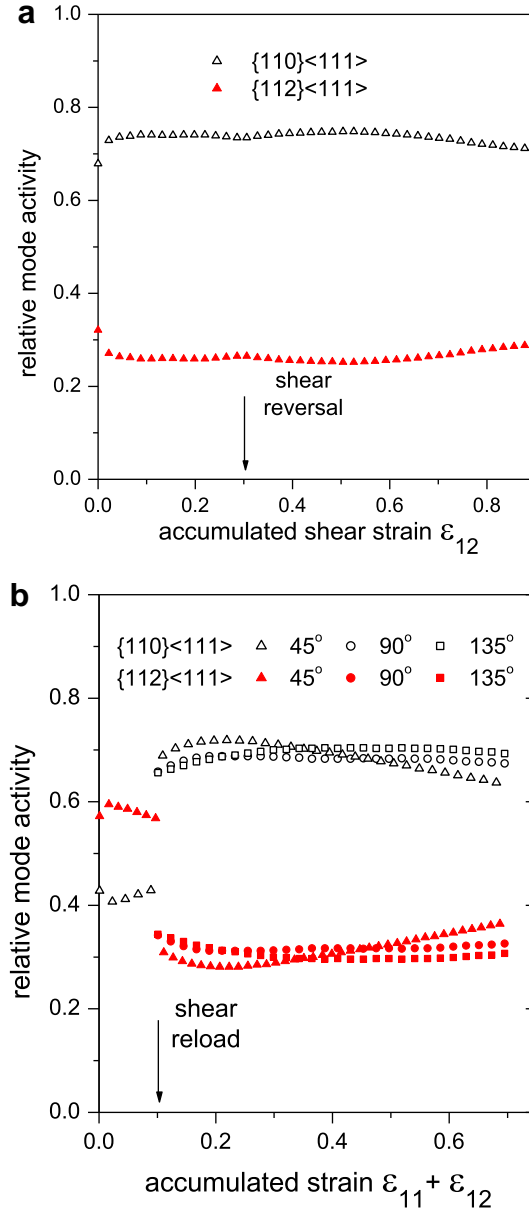 a
{110}<111>
{112}<111>
1.0
0.8
0.6
0.4
0.2
0.0
relative mode activity
shear
reversal
0.0 0.2 0.4 0.6 0.8
accumulated shear strain ε12
b
{110}<111> 45° 90° 135°
{112}<111> 45° 90° 135°
1.0
0.8
0.6
0.4
0.2
0.0
relative mode activity
shear
reload
0.0 0.2 0.4 0.6
accumulated strain ε11 + ε12